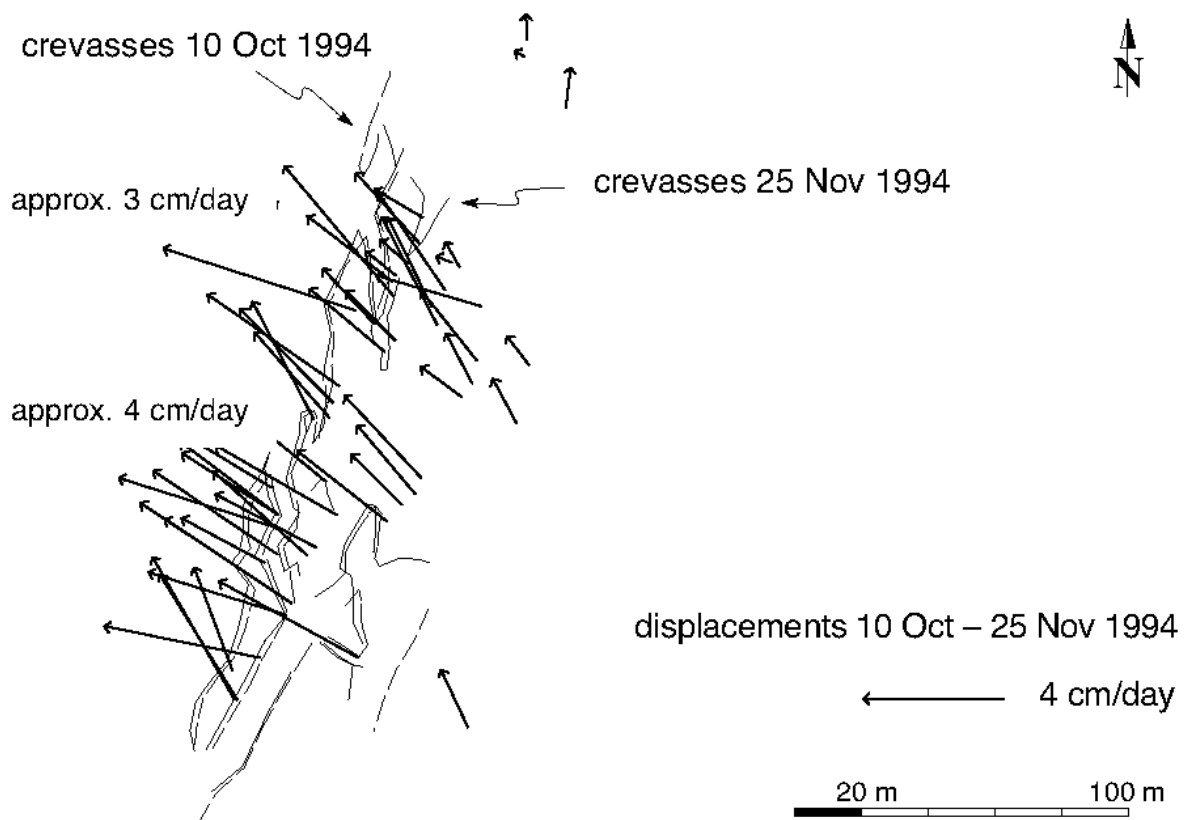 crevasses 10 Oct 1994
N
approx. 3 cm/day
crevasses 25 Nov 1994
approx. 4 cm/day
displacements 10 Oct – 25 Nov 1994
4 cm/day
20 m 100 m